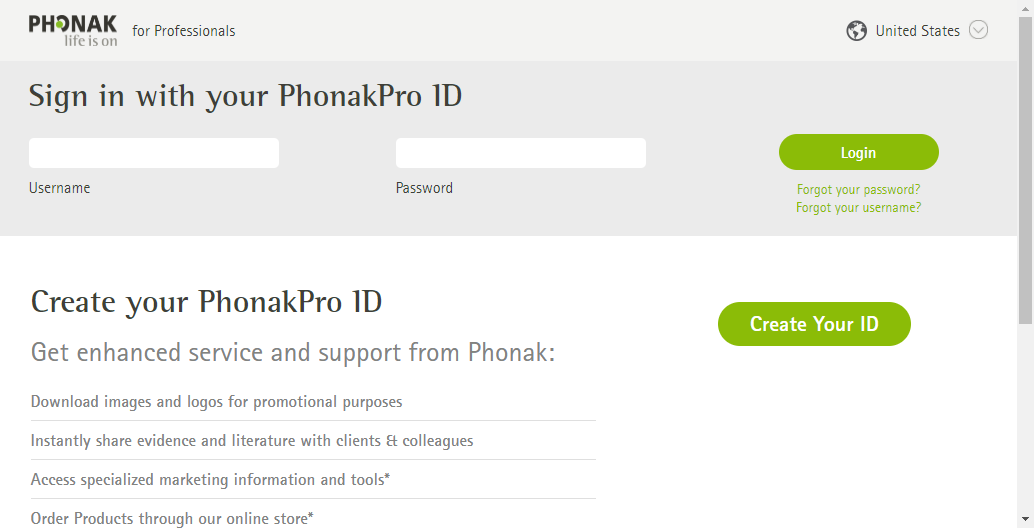 PHONAK
life is on
for Professionals
United States
Sign in with your PhonakPro ID
Username
Password
Login
Forgot your password?
Forgot your username?
Create your PhonakPro ID
Create Your ID
Get enhanced service and support from Phonak:
Download images and logos for promotional purposes
Instantly share evidence and literature with clients & colleagues
Access specialized marketing information and tools*
Order Products through our online store*